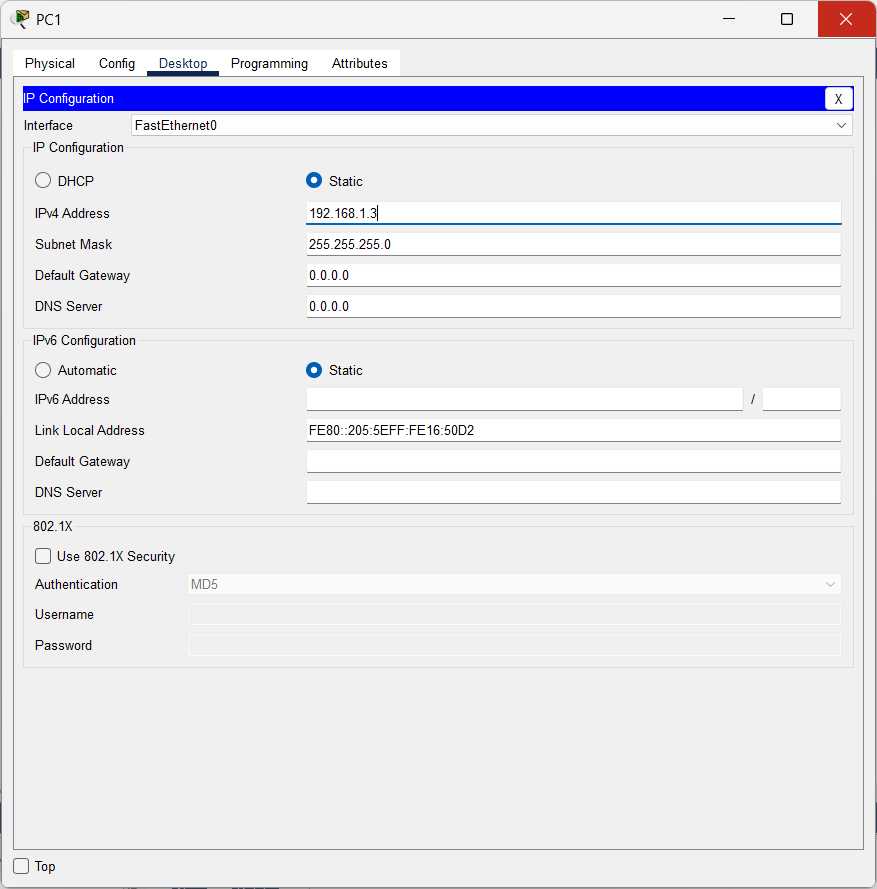 PC1
Physical Config Desktop Programming Attributes
IP Configuration X
Interface FastEthernet0
IP Configuration
DHCP Static
IPv4 Address 192.168.1.3
Subnet Mask 255.255.255.0
Default Gateway 0.0.0.0
DNS Server 0.0.0.0
IPv6 Configuration
Automatic Static
IPv6 Address /
Link Local Address FE80::205:5EFF:FE16:50D2
Default Gateway
DNS Server
802.1X
Use 802.1X Security
Authentication MD5
Username
Password
Top